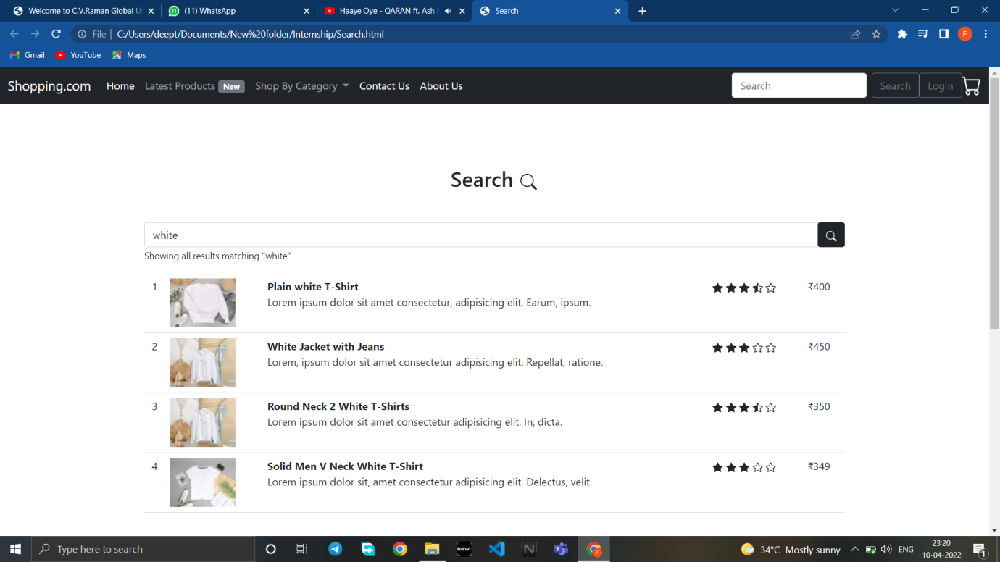 Welcome to C.V.Raman Global U
(11) WhatsApp
Haaye Oye - QARAN ft. Ash
Search
File
C:/Users/deept/Documents/New%20folder/Internship/Search.html
F
Gmail
YouTube
Maps
Shopping.com
Home
Latest Products New
Shop By Category
Contact Us
About Us
Search
Search
Login
Search
white
Showing all results matching "white"
1
Plain white T-Shirt
Lorem ipsum dolor sit amet consectetur, adipisicing elit. Earum, ipsum.
₹400
2
White Jacket with Jeans
Lorem, ipsum dolor sit amet consectetur adipisicing elit. Repellat, ratione.
₹450
3
Round Neck 2 White T-Shirts
Lorem ipsum dolor sit amet consectetur adipisicing elit. In, dicta.
₹350
4
Solid Men V Neck White T-Shirt
Lorem ipsum dolor sit, amet consectetur adipisicing elit. Delectus, velit.
₹349
Type here to search
SGW
N
34°C Mostly sunny
ENG
23:20
10-04-2022
1